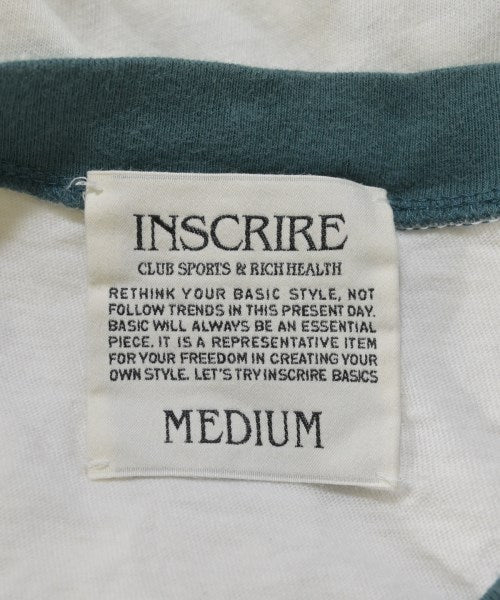 INSCRIRE
CLUB SPORTS & RICH HEALTH
RETHINK YOUR BASIC STYLE, NOT
FOLLOW TRENDS IN THIS PRESENT DAY.
BASIC WILL ALWAYS BE AN ESSENTIAL
PIECE. IT IS A REPRESENTATIVE ITEM
FOR YOUR FREEDOM IN CREATING YOUR
OWN STYLE. LET'S TRY INSCRIRE BASICS
MEDIUM